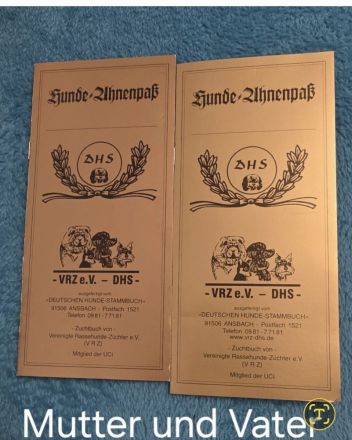 Hunde-Ahnenpaß
DHS
- VRZ e.V. – DHS -
ausgefertigt vom
»DEUTSCHEN HUNDE-STAMMBUCH«
91506 ANSBACH - Postfach 1521
Telefon 09 81 - 7 71 81
- Zuchtbuch von -
Vereinigte Rassehunde-Züchter e.V.
(V R Z)
Mitglied der UCI
Hunde-Ahnenpaß
DHS
- VRZ e.V. – DHS -
ausgefertigt vom
»DEUTSCHEN HUNDE-STAMMBUCH«
91506 ANSBACH - Postfach 1521
Telefon 09 81 - 7 71 81
www.vrz-dhs.de
- Zuchtbuch von -
Vereinigte Rassehunde-Züchter e.V.
(V R Z)
Mitglied der UCI
Mutter und Vater